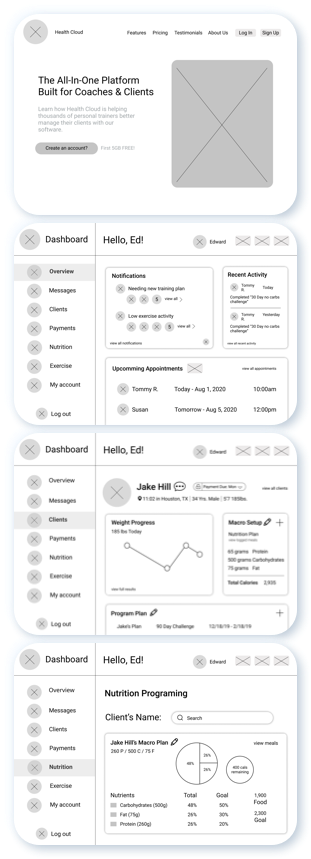 Health Cloud
Features Pricing Testimonials About Us Log In Sign Up
The All-In-One Platform
Built for Coaches & Clients
Learn how Health Cloud is helping
thousands of personal trainers better
manage their clients with our
software.
Create an account? First 5GB FREE!
Dashboard
Hello, Ed!
Edward
Overview
Messages
Clients
Payments
Nutrition
Exercise
My account
Log out
Notifications
Needing new training plan
5 view all >
Low exercise activity
5 view all >
view all notifications
Recent Activity
Tommy R. Today
Completed "30 Day no carbs
challenge"
Tommy R. Yesterday
Completed "30 Day no carbs
challenge"
view all recent activity
Upcomming Appointments
view all appointments
Tommy R. Today - Aug 1, 2020 10:00am
Susan Tomorrow - Aug 5, 2020 12:00pm
Dashboard
Hello, Ed!
Edward
Overview
Messages
Clients
Payments
Nutrition
Exercise
My account
Log out
Jake Hill
Payment Due: Mon
view all clients
11:02 in Houston, TX | 34 Yrs. Male | 5'7 185lbs.
Weight Progress
185 lbs Today
view full assets
Macro Setup
Nutrition Plan
65 grams Protein
500 grams Carbohydrates
75 grams Fat
Total Calories 2,935
Program Plan
Jake's Plan 90 Day Challenge 12/18/19 - 2/18/19
Dashboard
Hello, Ed!
Edward
Overview
Messages
Clients
Payments
Nutrition
Exercise
My account
Log out
Nutrition Programing
Client's Name: Search
Jake Hill's Macro Plan
view meals
260 P / 500 C / 75 F
48%
26%
26%
400 cals
remaining
Nutrients Total Goal
Carbohydrates (500g) 48% 50%
Fat (75g) 26% 30%
Protein (260g) 26% 20%
1,900
Food
2,300
Goal